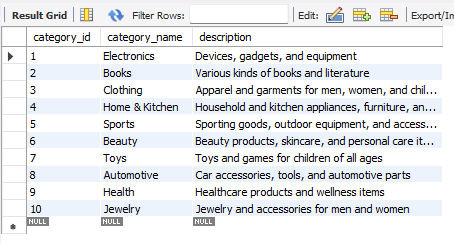 Result Grid Filter Rows: Edit: Export/Im
category_id category_name description
1 Electronics Devices, gadgets, and equipment
2 Books Various kinds of books and literature
3 Clothing Apparel and garments for men, women, and chil...
4 Home & Kitchen Household and kitchen appliances, furniture, an...
5 Sports Sporting goods, outdoor equipment, and access...
6 Beauty Beauty products, skincare, and personal care it...
7 Toys Toys and games for children of all ages
8 Automotive Car accessories, tools, and automotive parts
9 Health Healthcare products and wellness items
10 Jewelry Jewelry and accessories for men and women
NULL NULL NULL